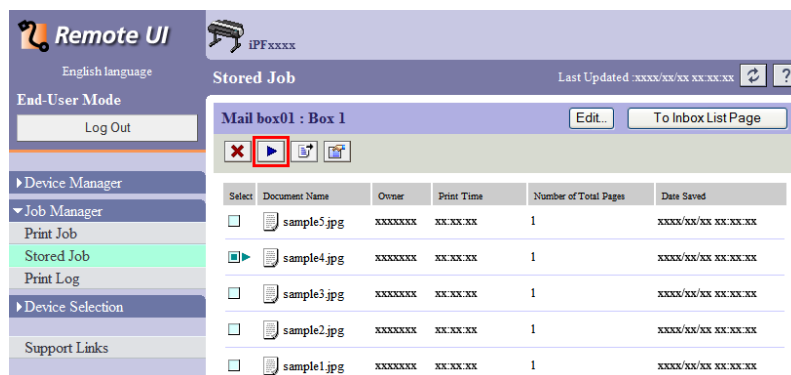 Remote UI
English language
End-User Mode
Log Out
Device Manager
Job Manager
Print Job
Stored Job
Print Log
Device Selection
Support Links
iPFxxxx
Stored Job
Last Updated :xxxx/xx/xx xx:xx:xx
?
Mail box01 : Box 1
Edit..
To Inbox List Page
Select Document Name Owner Print Time Number of Total Pages Date Saved
sample5.jpg xxxxxxx xx:xx:xx 1 xxxx/xx/xx xx:xx:xx
sample4.jpg xxxxxxx xx:xx:xx 1 xxxx/xx/xx xx:xx:xx
sample3.jpg xxxxxxx xx:xx:xx 1 xxxx/xx/xx xx:xx:xx
sample2.jpg xxxxxxx xx:xx:xx 1 xxxx/xx/xx xx:xx:xx
sample1.jpg xxxxxxx xx:xx:xx 1 xxxx/xx/xx xx:xx:xx